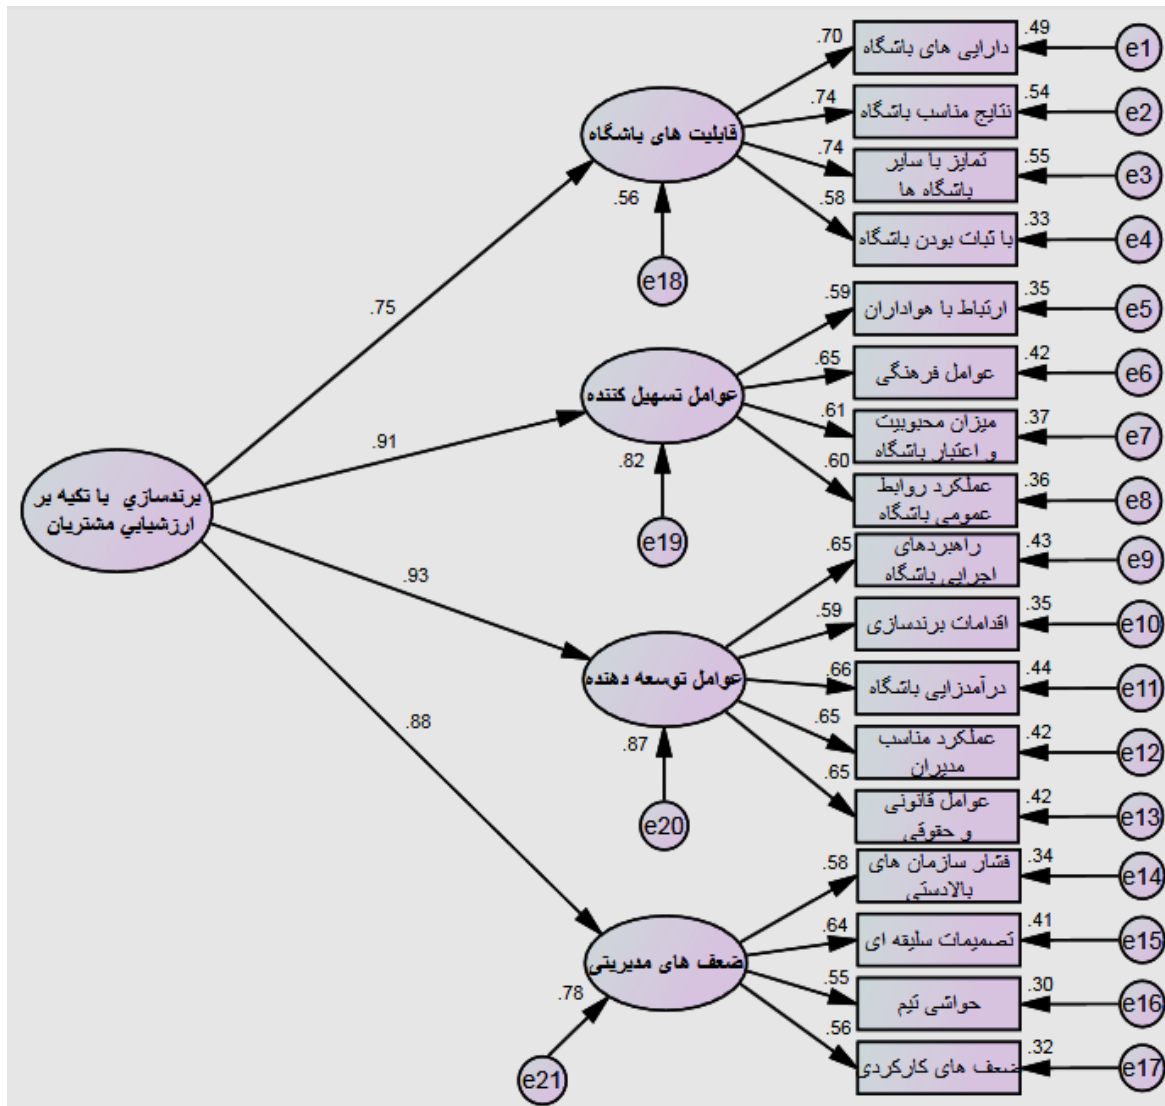 دارایی های باشگاه
.70
.49
e1
نتایج مناسب باشگاه
.74
.54
e2
قابلیت های باشگاه
تمایز با سایر
باشگاه ها
.74
.55
e3
.56
با ثبات بودن باشگاه
.58
.33
e4
e18
.75
ارتباط با هواداران
.59
.35
e5
عوامل فرهنگی
.65
.42
e6
عوامل تسهیل کننده
میزان محبوبیت
و اعتبار باشگاه
.61
.37
e7
.91
.82
عملکرد روابط
عمومی باشگاه
.60
.36
e8
e19
برندسازي با تکیه بر
ارزشیابي مشتریان
راهبردهای
اجرایی باشگاه
.65
.43
e9
.93
اقدامات برندسازی
.59
.35
e10
عوامل توسعه دهنده
درآمدزایی باشگاه
.66
.44
e11
.88
.87
عملکرد مناسب
مدیران
.65
.42
e12
عوامل قانونی
و حقوقی
.65
.42
e13
e20
فشار سازمان های
بالادستی
.58
.34
e14
تصمیمات سلیقه ای
.64
.41
e15
ضعف های مدیریتی
حواشی تیم
.55
.30
e16
.78
ضعف های کارکردی
.56
.32
e17
e21